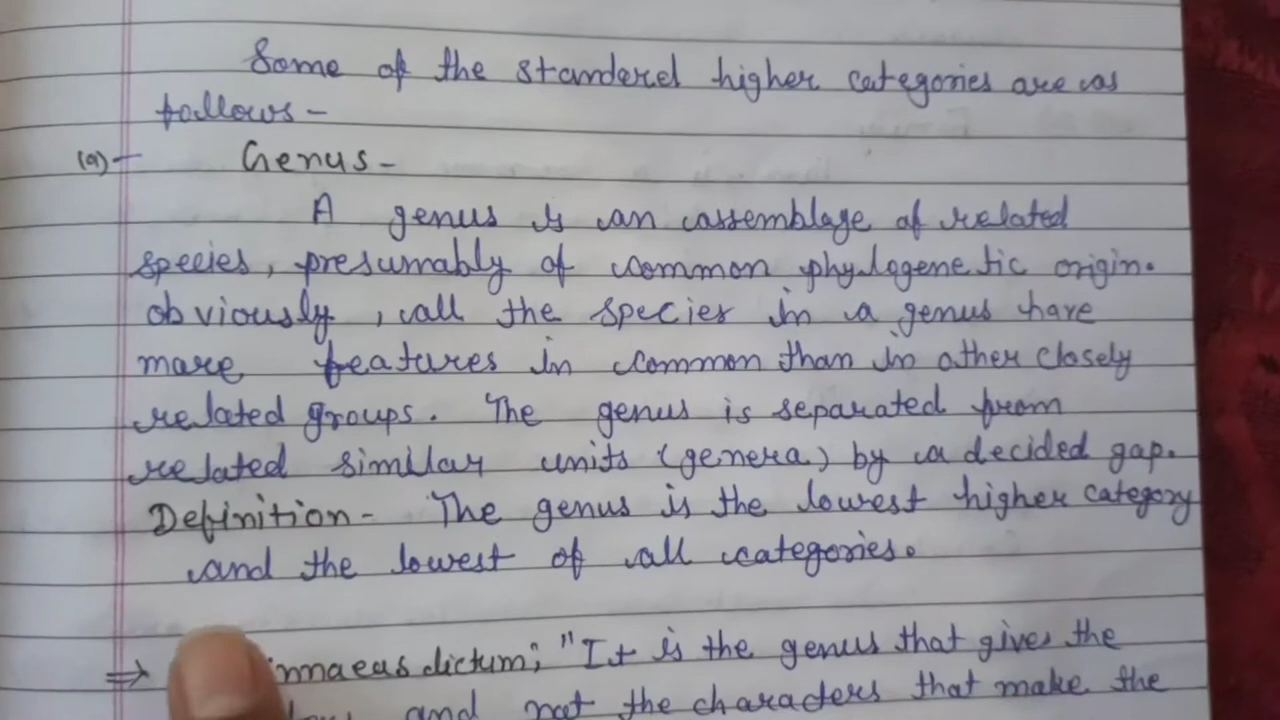 Some of the standered higher categories are as
follows -
(a) - Genus -
A genus is an assemblage of related
species, presumably of common phylogenetic origin.
obviously, all the species in a genus have
more features in common than in other closely
related groups. The genus is separated from
related similar units (genera) by a decided gap.
Definition - The genus is the lowest higher category
and the lowest of all categories.
⇒ innaeus dictum; "It is the genus that gives the
and not the characters that make the